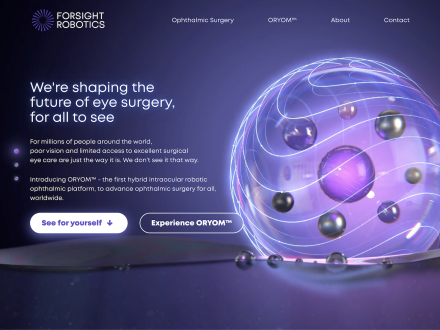 FORSIGHT
ROBOTICS
Ophthalmic Surgery
ORYOM™
About
Contact
We're shaping the
future of eye surgery,
for all to see
For millions of people around the world,
poor vision and limited access to excellent surgical
eye care are just the way it is. We don't see it that way.
Introducing ORYOM™ - the first hybrid intraocular robotic
ophthalmic platform, to advance ophthalmic surgery for all,
worldwide.
See for yourself ↓
Experience ORYOM™